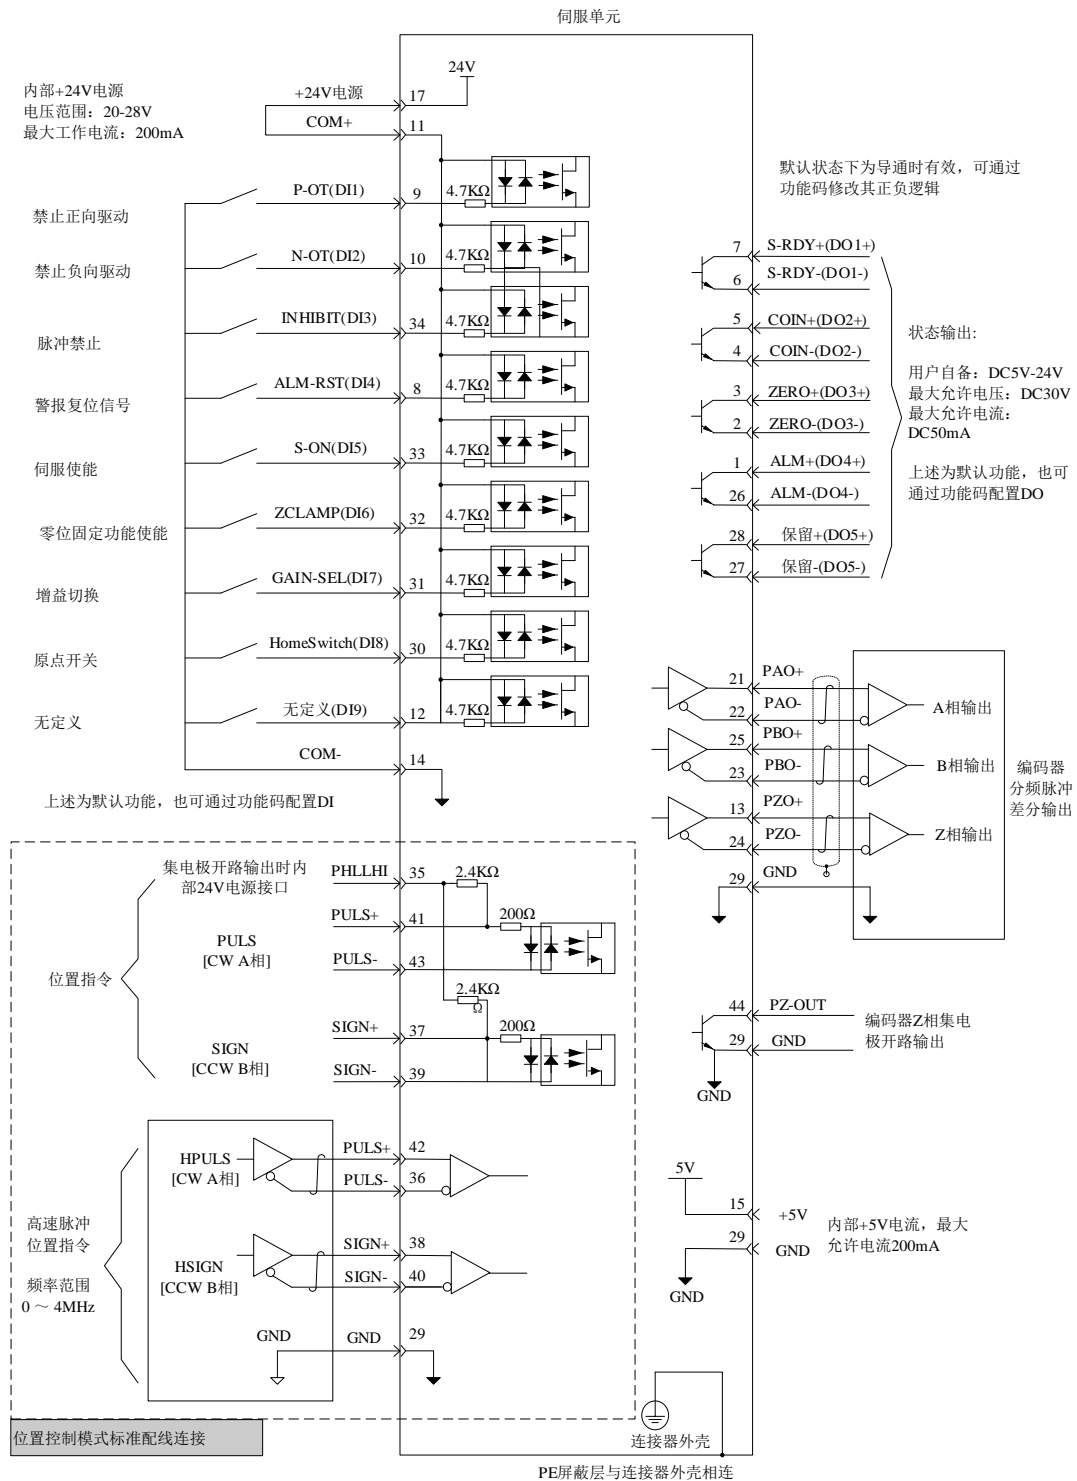 伺服单元
内部+24V电源
电压范围：20-28V
最大工作电流：200mA
24V
+24V电源 17
COM+ 11
禁止正向驱动 P-OT(DI1) 9 4.7KΩ
禁止负向驱动 N-OT(DI2) 10 4.7KΩ
脉冲禁止 INHIBIT(DI3) 34 4.7KΩ
警报复位信号 ALM-RST(DI4) 8 4.7KΩ
伺服使能 S-ON(DI5) 33 4.7KΩ
零位固定功能使能 ZCLAMP(DI6) 32 4.7KΩ
增益切换 GAIN-SEL(DI7) 31 4.7KΩ
原点开关 HomeSwitch(DI8) 30 4.7KΩ
无定义 无定义(DI9) 12 4.7KΩ
COM- 14
上述为默认功能，也可通过功能码配置DI
默认状态下为导通时有效，可通过
功能码修改其正负逻辑
7 S-RDY+(DO1+)
6 S-RDY-(DO1-)
5 COIN+(DO2+)
4 COIN-(DO2-)
3 ZERO+(DO3+)
2 ZERO-(DO3-)
1 ALM+(DO4+)
26 ALM-(DO4-)
28 保留+(DO5+)
27 保留-(DO5-)
状态输出:
用户自备：DC5V-24V
最大允许电压：DC30V
最大允许电流：
DC50mA
上述为默认功能，也可
通过功能码配置DO
21 PAO+
22 PAO-
A相输出
25 PBO+
23 PBO-
B相输出
13 PZO+
24 PZO-
Z相输出
29 GND
编码器
分频脉冲
差分输出
集电极开路输出时内
部24V电源接口
PHLLHI 35 2.4KΩ
PULS+ 41 200Ω
PULS
[CW A相]
PULS- 43
位置指令
2.4KΩ
Ω
SIGN+ 37 200Ω
SIGN
[CCW B相]
SIGN- 39
44 PZ-OUT
29 GND
编码器Z相集电
极开路输出
GND
HPULS
[CW A相]
PULS+ 42
PULS- 36
高速脉冲
位置指令
频率范围
0 ～ 4MHz
HSIGN
[CCW B相]
SIGN+ 38
SIGN- 40
GND GND 29
5V
15 +5V
29 GND
内部+5V电流，最大
允许电流200mA
GND
连接器外壳
位置控制模式标准配线连接
PE屏蔽层与连接器外壳相连